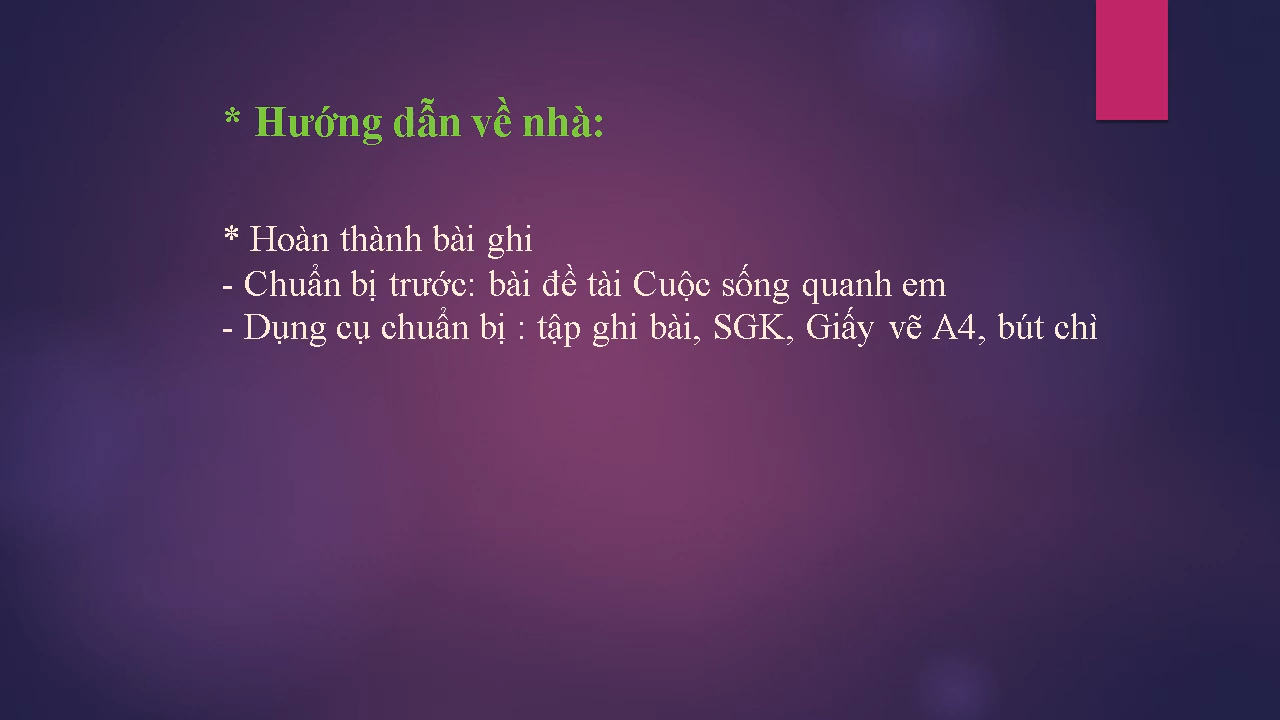 * Hướng dẫn về nhà:
* Hoàn thành bài ghi
- Chuẩn bị trước: bài đề tài Cuộc sống quanh em
- Dụng cụ chuẩn bị : tập ghi bài, SGK, Giấy vẽ A4, bút chì